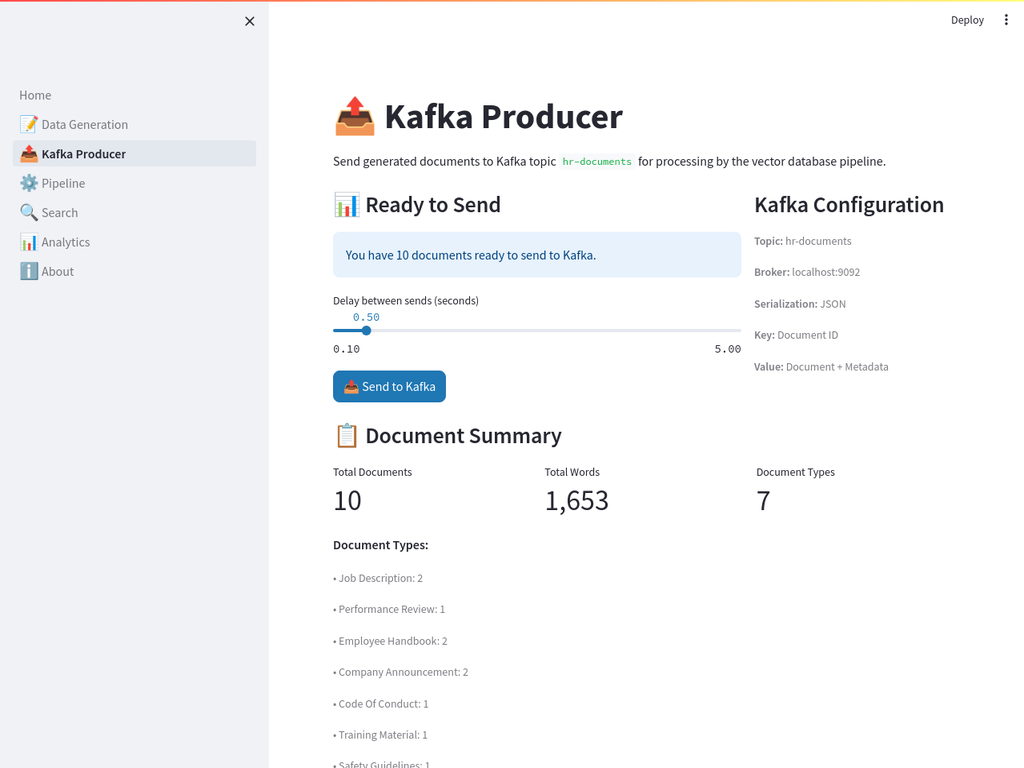 Deploy
Home
Data Generation
Kafka Producer
Pipeline
Search
Analytics
About
Kafka Producer
Send generated documents to Kafka topic hr-documents for processing by the vector database pipeline.
Ready to Send
You have 10 documents ready to send to Kafka.
Delay between sends (seconds)
0.50
0.10 5.00
Send to Kafka
Kafka Configuration
Topic: hr-documents
Broker: localhost:9092
Serialization: JSON
Key: Document ID
Value: Document + Metadata
Document Summary
Total Documents
10
Total Words
1,653
Document Types
7
Document Types:
• Job Description: 2
• Performance Review: 1
• Employee Handbook: 2
• Company Announcement: 2
• Code Of Conduct: 1
• Training Material: 1
• Safety Guidelines: 1